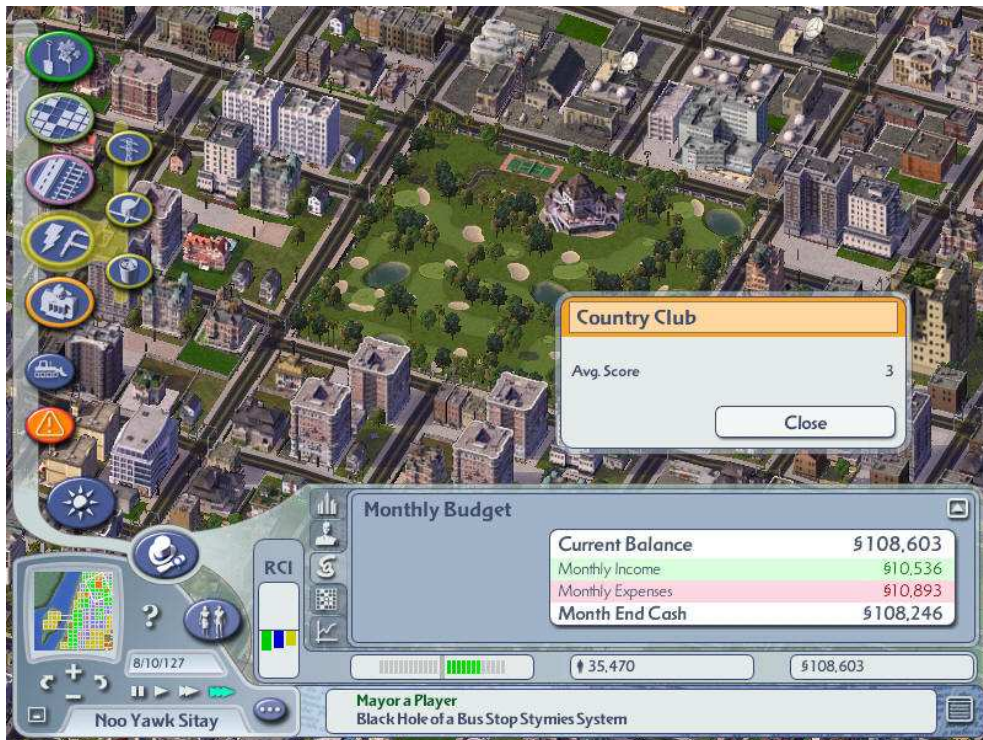 Country Club
Avg. Score 3
Close
Monthly Budget
Current Balance §108,603
Monthly Income §10,536
Monthly Expenses §10,893
Month End Cash §108,246
RCI
?
8/10/127
35,470
§108,603
Noo Yawk Sitay
Mayor a Player
Black Hole of a Bus Stop Stymies System